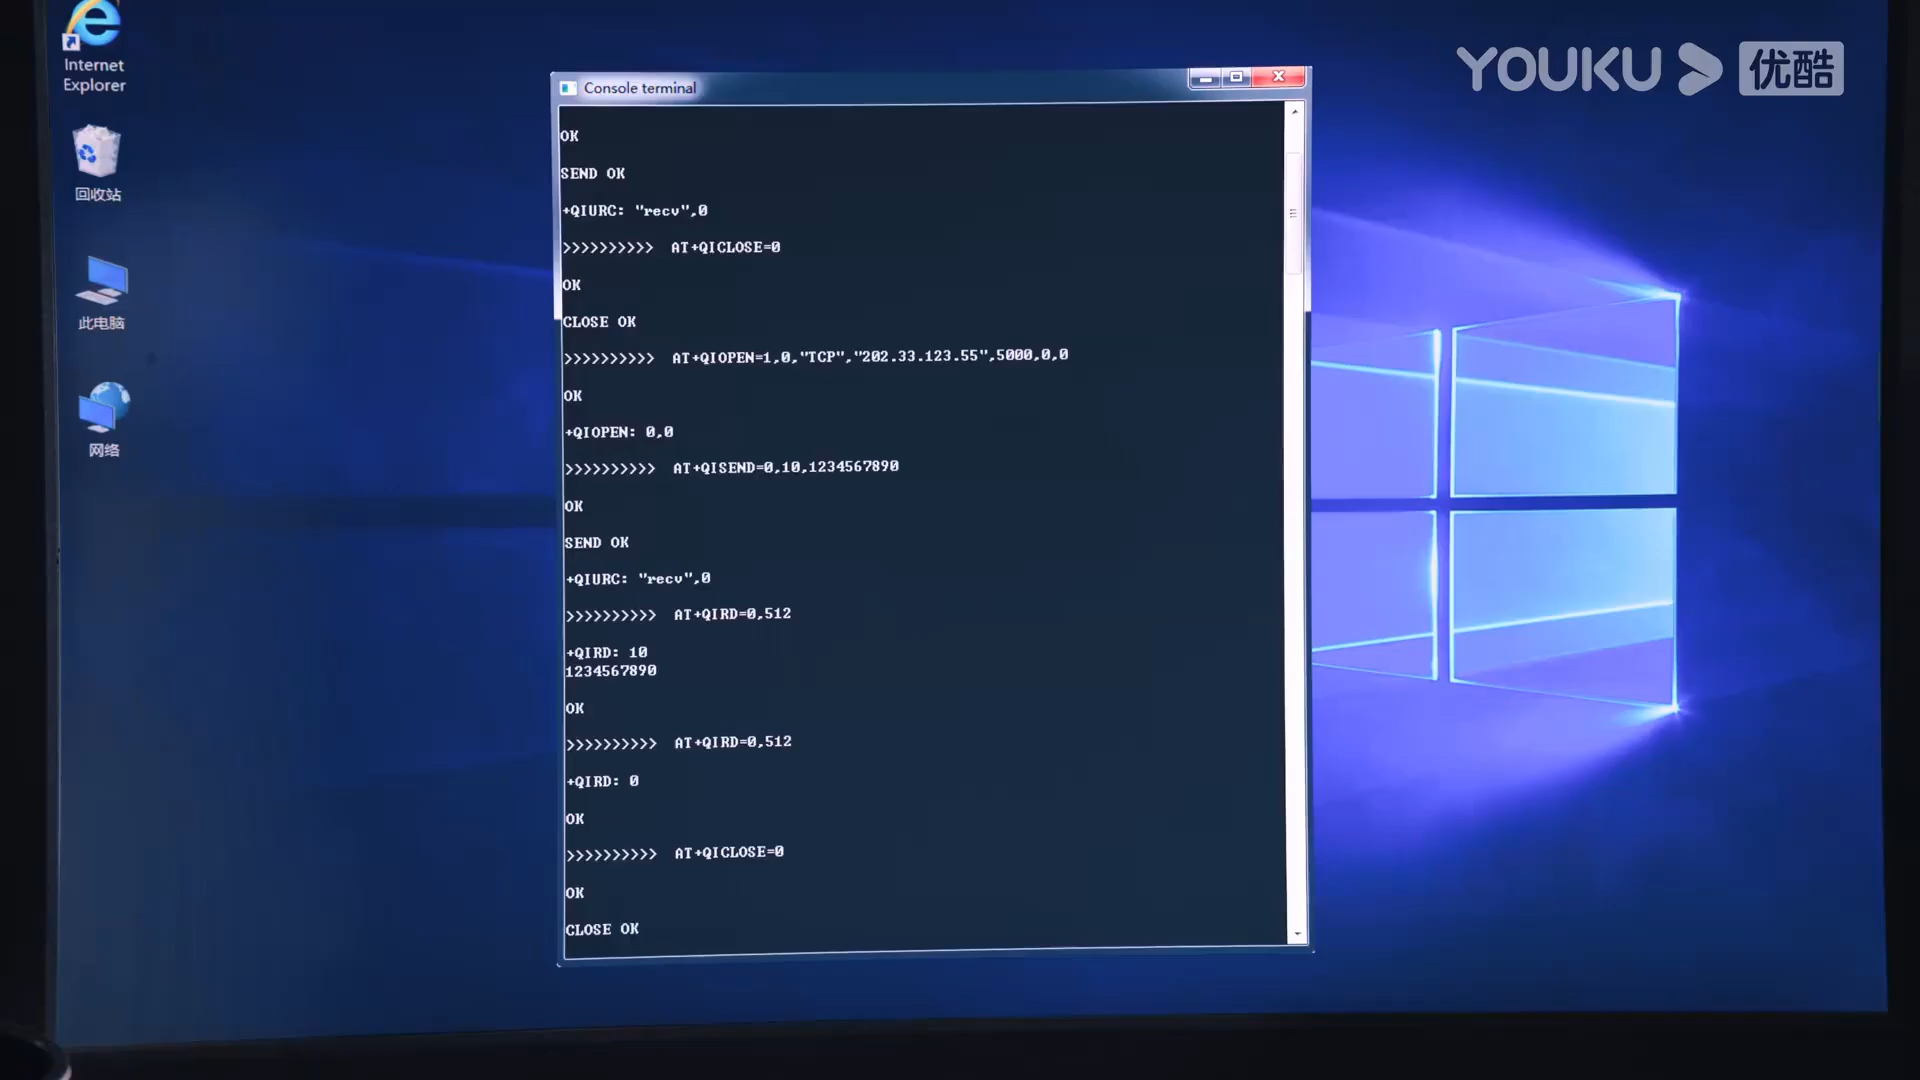 Internet
Explorer
回收站
此电脑
网络
YOUKU 优酷
Console terminal
OK
SEND OK
+QIURC: "recv",0
>>>>>>>>>> AT+QICLOSE=0
OK
CLOSE OK
>>>>>>>>>> AT+QIOPEN=1,0,"TCP","202.33.123.55",5000,0,0
OK
+QIOPEN: 0,0
>>>>>>>>>> AT+QISEND=0,10,1234567890
OK
SEND OK
+QIURC: "recv",0
>>>>>>>>>> AT+QIRD=0,512
+QIRD: 10
1234567890
OK
>>>>>>>>>> AT+QIRD=0,512
+QIRD: 0
OK
>>>>>>>>>> AT+QICLOSE=0
OK
CLOSE OK